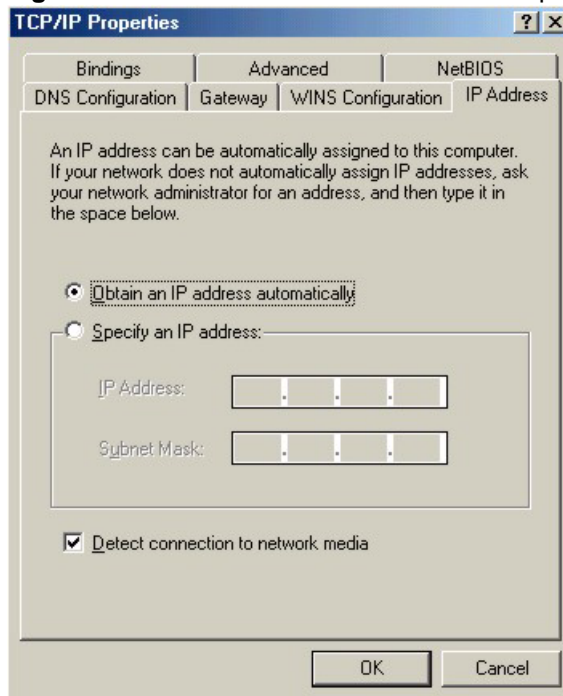 TCP/IP Properties
Bindings Advanced NetBIOS
DNS Configuration Gateway WINS Configuration IP Address
An IP address can be automatically assigned to this computer.
If your network does not automatically assign IP addresses, ask
your network administrator for an address, and then type it in
the space below.
Obtain an IP address automatically
Specify an IP address:
IP Address:
Subnet Mask:
Detect connection to network media
OK Cancel